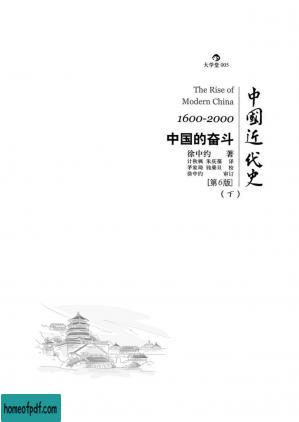 大学堂 005
The Rise of
Modern China
1600-2000
中国的奋斗
徐中约 著
计秋枫 朱庆葆 译
茅家琦 钱乘旦 校
徐中约 审订
[第6版]
中國近代史
(下)
homeofpdf.com